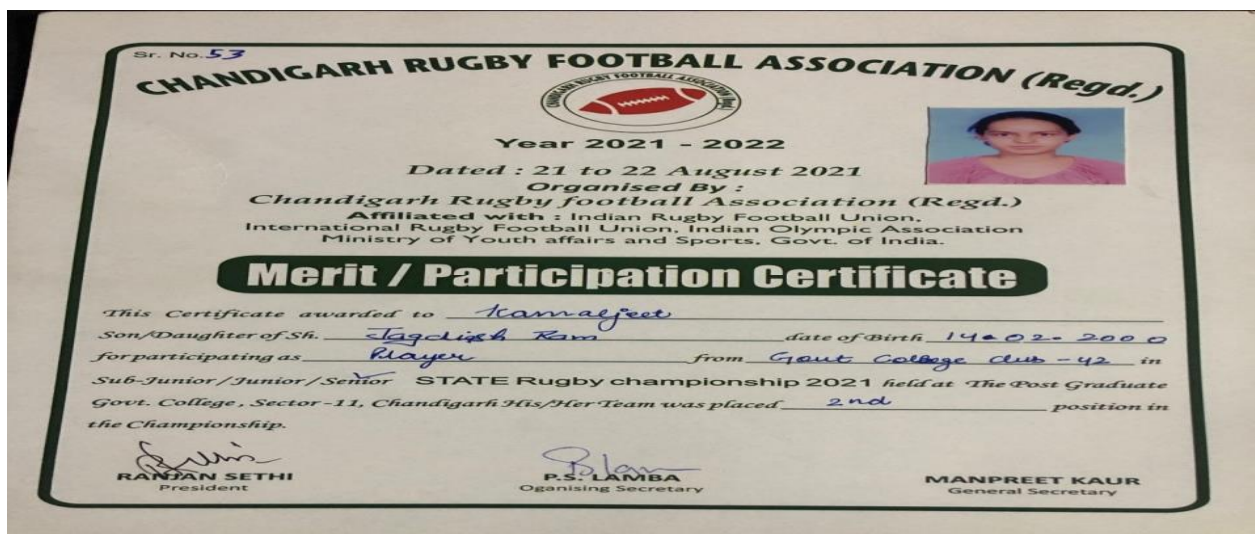 Sr. No. 53
CHANDIGARH RUGBY FOOTBALL ASSOCIATION (Regd.)
CHANDIGARH RUGBY FOOTBALL ASSOCIATION Regd.
Year 2021 - 2022
Dated : 21 to 22 August 2021
Organised By :
Chandigarh Rugby football Association (Regd.)
Affiliated with : Indian Rugby Football Union,
International Rugby Football Union, Indian Olympic Association
Ministry of Youth affairs and Sports, Govt. of India.
Merit / Participation Certificate
This Certificate awarded to Kamaljeet
Son/Daughter of Sh. Jagdish Ram date of Birth 14-02-2000
for participating as Player from Govt College Club - 42 in
Sub-Junior / Junior / Senior STATE Rugby championship 2021 held at The Post Graduate
Govt. College, Sector-11, Chandigarh His/Her Team was placed 2nd position in
the Championship.
RANJAN SETHI P.S. LAMBA MANPREET KAUR
President Oganising Secretary General Secretary